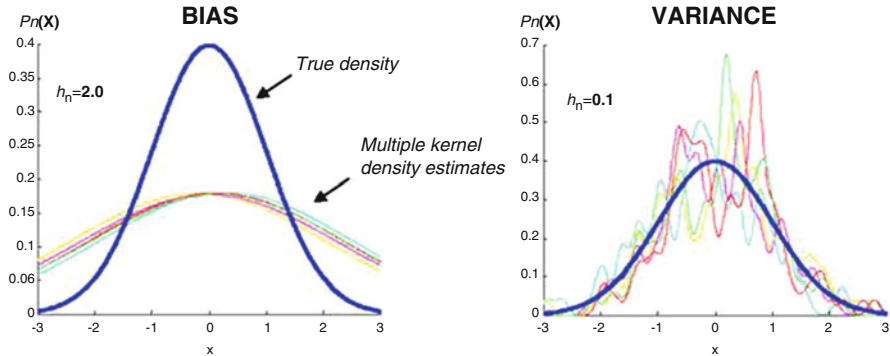 BIAS
Pn(X)
0.4
0.35
0.3
0.25
0.2
0.15
0.1
0.06
0
hn=2.0
True density
Multiple kernel
density estimates
-3 -2 -1 0 1 2 3
x
VARIANCE
Pn(X)
0.7
0.6
0.5
0.4
0.3
0.2
0.1
0
hn=0.1
-3 -2 -1 0 1 2 3
x